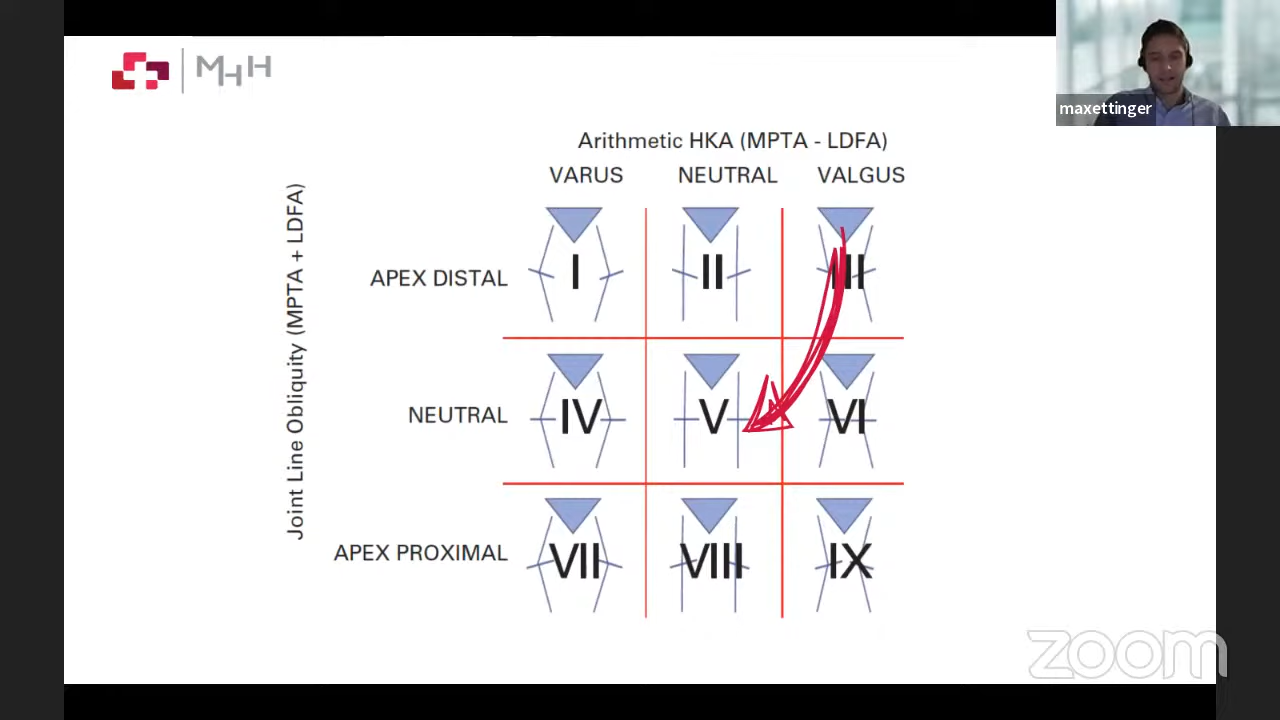 MHH
maxettinger
Arithmetic HKA (MPTA - LDFA)
VARUS NEUTRAL VALGUS
Joint Line Obliquity (MPTA + LDFA)
APEX DISTAL I II III
NEUTRAL IV V VI
APEX PROXIMAL VII VIII IX
zoom